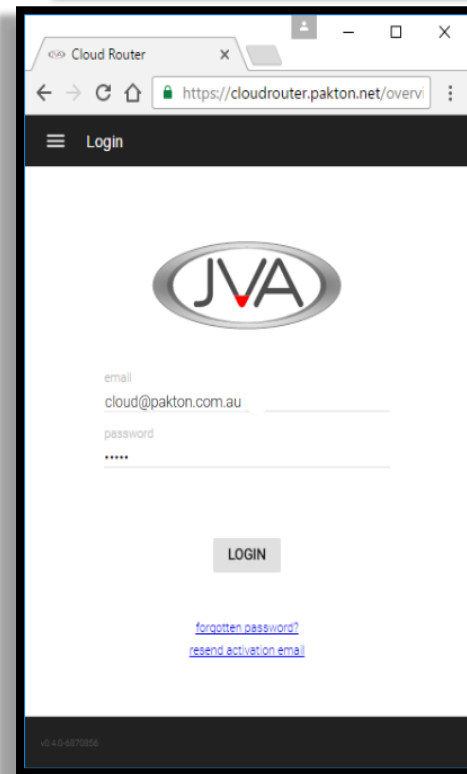 Cloud Router
https://cloudrouter.pakton.net/overvi
Login
JVA
email
cloud@pakton.com.au
password
•••••
LOGIN
forgotten password?
resend activation email
v0.4.0-6870856